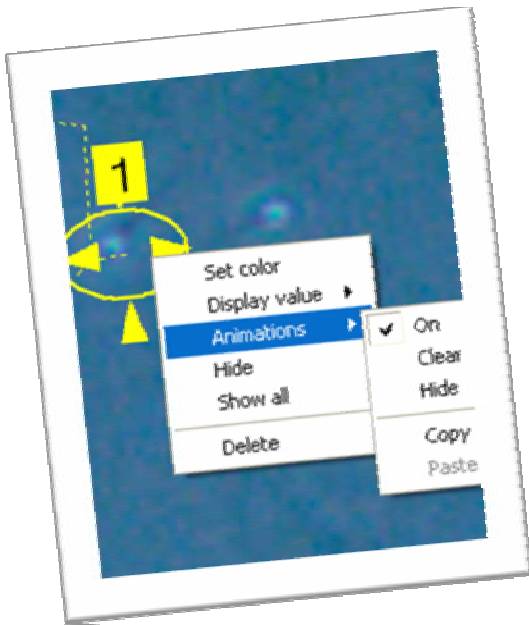 1
Set color
Display value
Animations
Hide
Show all
Delete
On
Clear
Hide
Copy
Paste